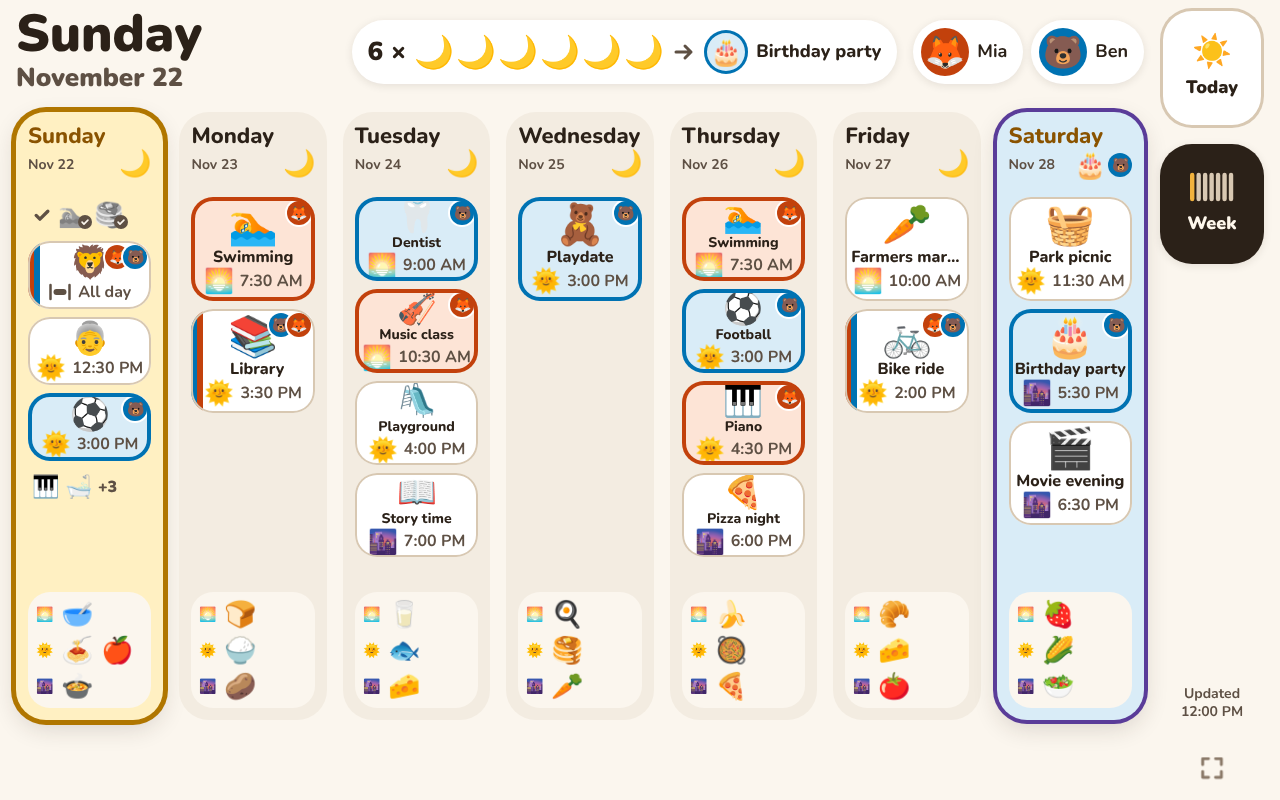 Sunday
November 22
6 × → Birthday party
Mia
Ben
Today
Week
Sunday
Nov 22
All day
12:30 PM
3:00 PM
+3
Monday
Nov 23
Swimming
7:30 AM
Library
3:30 PM
Tuesday
Nov 24
Dentist
9:00 AM
Music class
10:30 AM
Playground
4:00 PM
Story time
7:00 PM
Wednesday
Nov 25
Playdate
3:00 PM
Thursday
Nov 26
Swimming
7:30 AM
Football
3:00 PM
Piano
4:30 PM
Pizza night
6:00 PM
Friday
Nov 27
Farmers mar...
10:00 AM
Bike ride
2:00 PM
Saturday
Nov 28
Park picnic
11:30 AM
Birthday party
5:30 PM
Movie evening
6:30 PM
Updated
12:00 PM